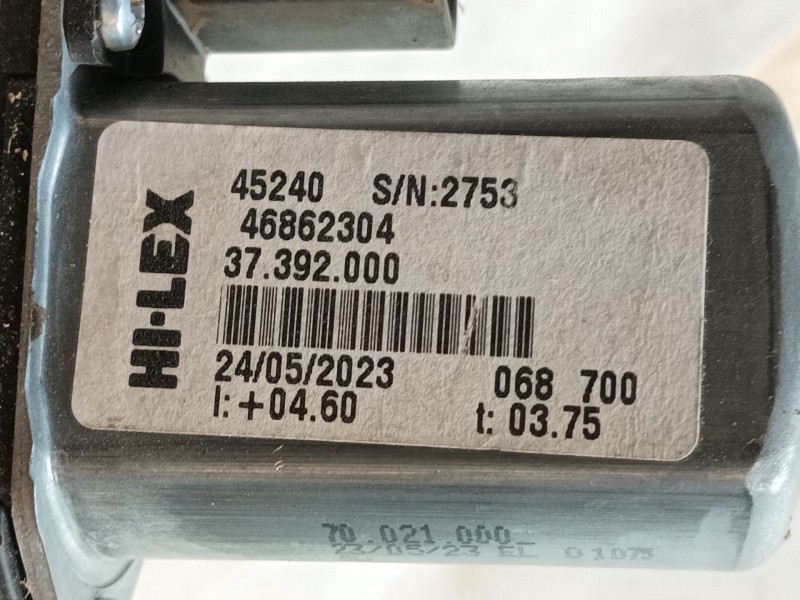 HI-LEX
45240 S/N:2753
46862304
37.392.000
24/05/2023 068 700
I: +04.60 t: 03.75
70.021.000
23/05/23 EL 01075